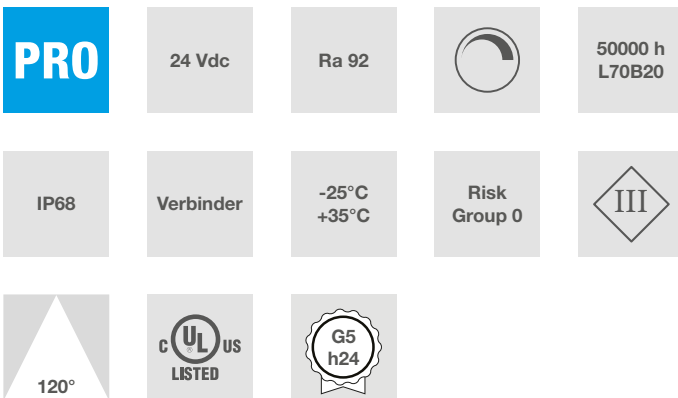 PRO
24 Vdc
Ra 92
50000 h
L70B20
IP68
Verbinder
-25°C
+35°C
Risk
Group 0
III
120°
C UL US
®
LISTED
G5
h24